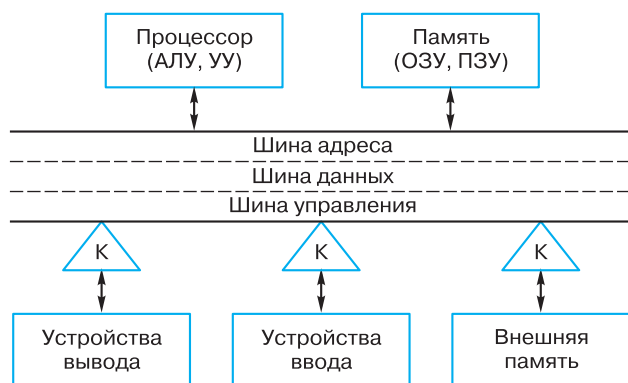 Процессор
(АЛУ, УУ)
Память
(ОЗУ, ПЗУ)
Шина адреса
Шина данных
Шина управления
К
К
К
Устройства
вывода
Устройства
ввода
Внешняя
память